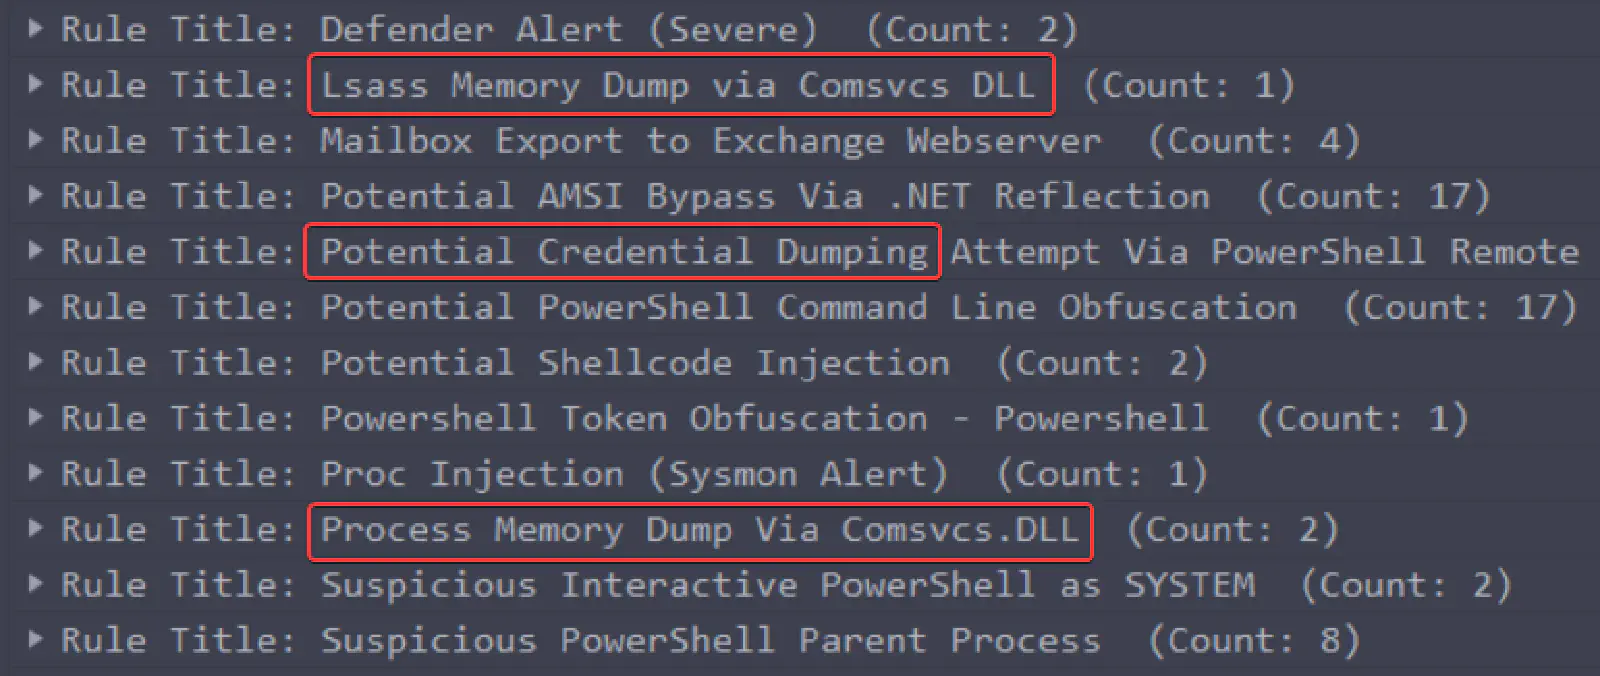 Rule Title: Defender Alert (Severe) (Count: 2)
Rule Title: Lsass Memory Dump via Comsvcs DLL (Count: 1)
Rule Title: Mailbox Export to Exchange Webserver (Count: 4)
Rule Title: Potential AMSI Bypass Via .NET Reflection (Count: 17)
Rule Title: Potential Credential Dumping Attempt Via PowerShell Remote
Rule Title: Potential PowerShell Command Line Obfuscation (Count: 17)
Rule Title: Potential Shellcode Injection (Count: 2)
Rule Title: Powershell Token Obfuscation - Powershell (Count: 1)
Rule Title: Proc Injection (Sysmon Alert) (Count: 1)
Rule Title: Process Memory Dump Via Comsvcs.DLL (Count: 2)
Rule Title: Suspicious Interactive PowerShell as SYSTEM (Count: 2)
Rule Title: Suspicious PowerShell Parent Process (Count: 8)